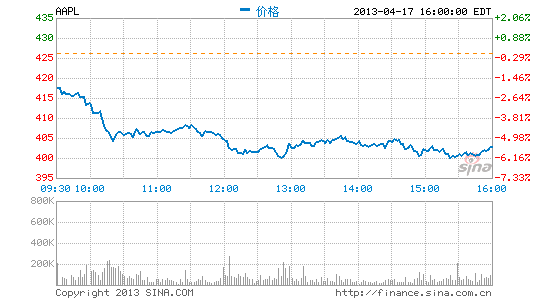 AAPL 价格 2013-04-17 16:00:00 EDT
435 2.06%
430 0.88%
425 -0.29%
420 -1.46%
415 -2.64%
410 -3.81%
405 -4.98%
400 -6.16%
395 -7.33%
sina
09:30 10:00 11:00 12:00 13:00 14:00 15:00 16:00
800K
600K
400K
200K
Copyright 2013 SINA.COM http://finance.sina.com.cn